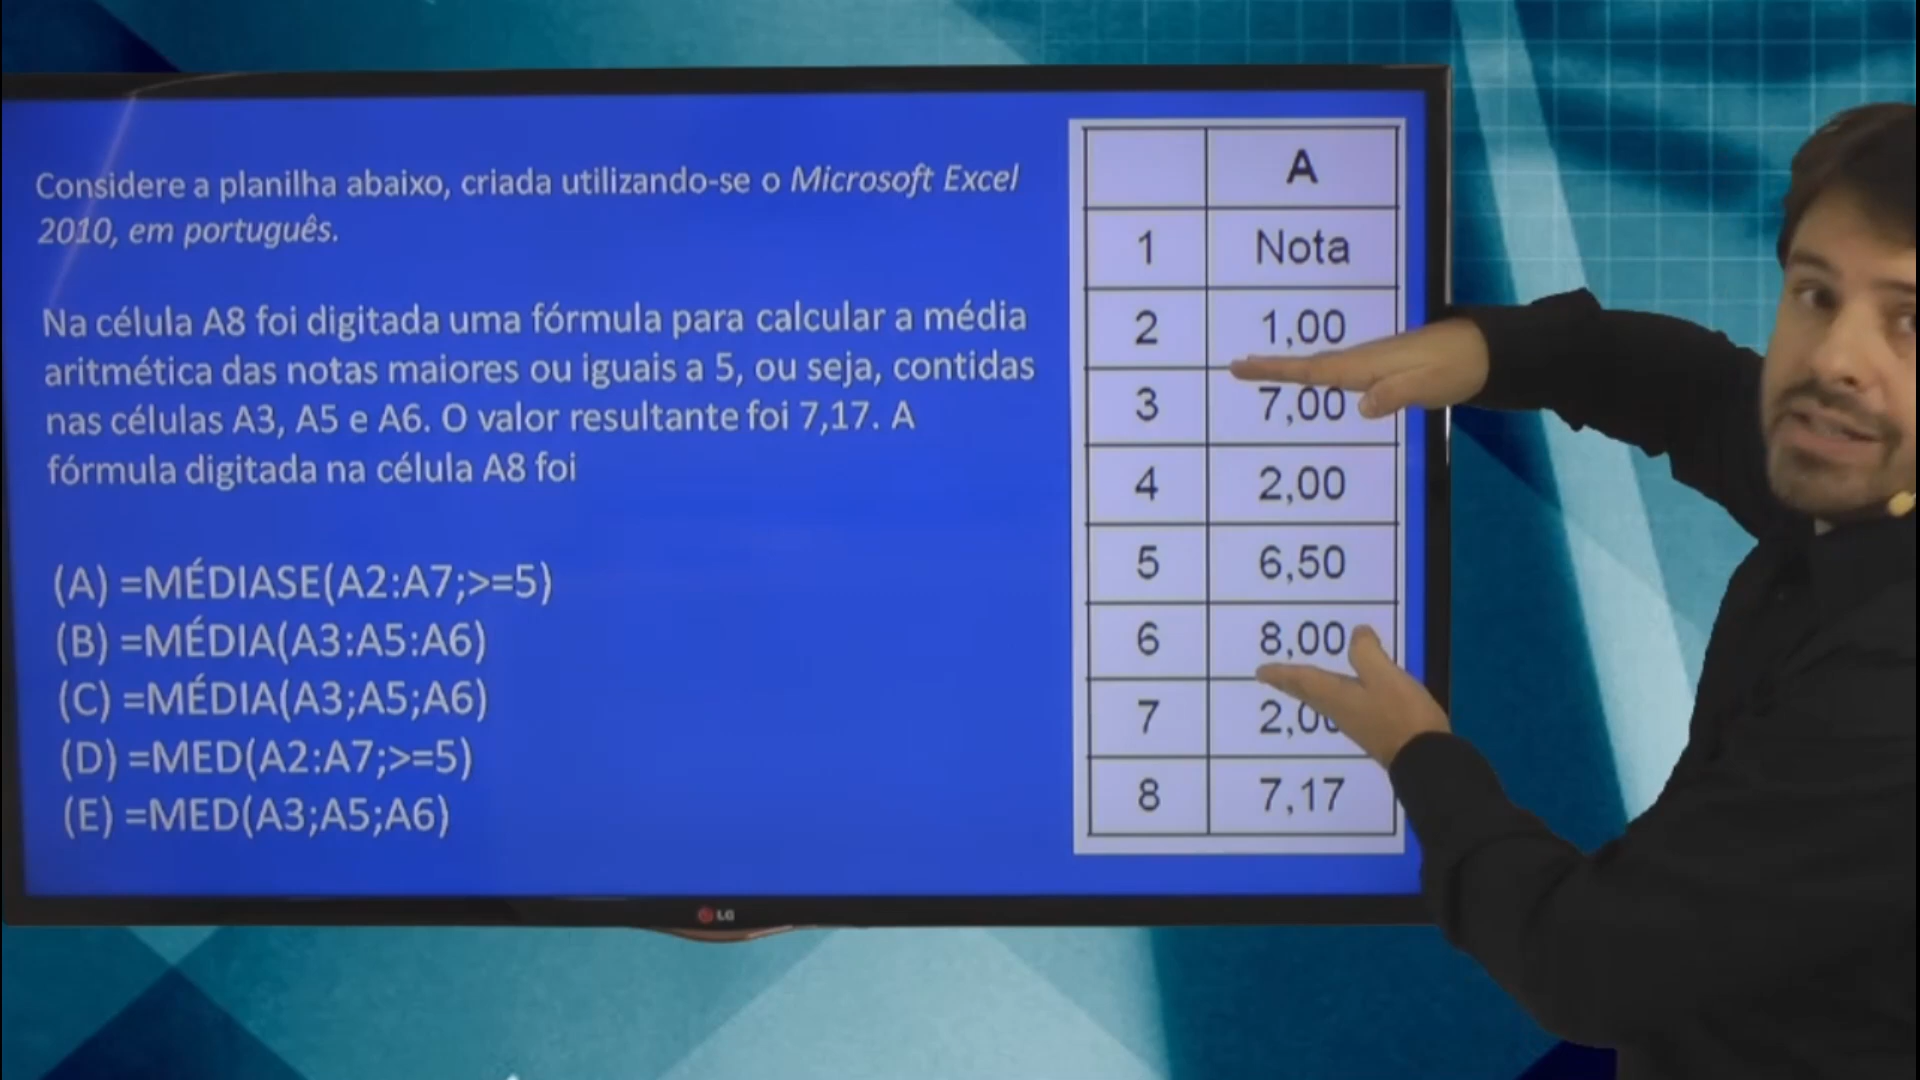 Considere a planilha abaixo, criada utilizando-se o Microsoft Excel
2010, em português.
Na célula A8 foi digitada uma fórmula para calcular a média
aritmética das notas maiores ou iguais a 5, ou seja, contidas
nas células A3, A5 e A6. O valor resultante foi 7,17. A
fórmula digitada na célula A8 foi
(A) =MÉDIASE(A2:A7;>=5)
(B) =MÉDIA(A3:A5:A6)
(C) =MÉDIA(A3;A5;A6)
(D) =MED(A2:A7;>=5)
(E) =MED(A3;A5;A6)
A
1 Nota
2 1,00
3 7,00
4 2,00
5 6,50
6 8,00
7 2,00
8 7,17
LG